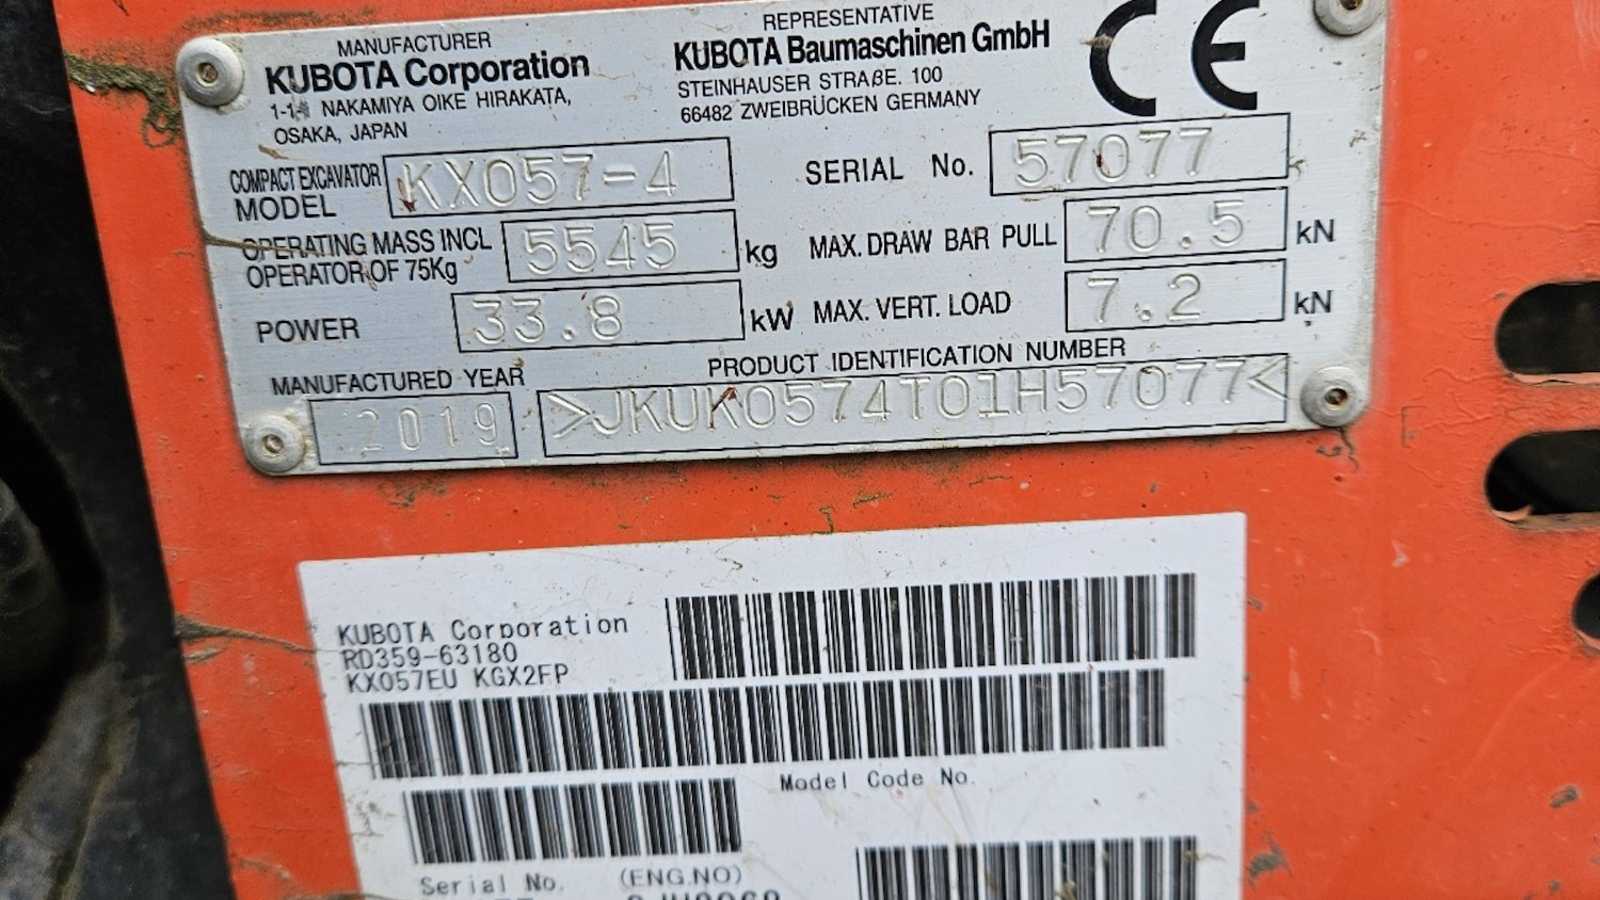 MANUFACTURER
KUBOTA Corporation
1-1 NAKAMIYA OIKE HIRAKATA,
OSAKA, JAPAN
REPRESENTATIVE
KUBOTA Baumaschinen GmbH
STEINHAUSER STRAßE. 100
66482 ZWEIBRÜCKEN GERMANY
CE
COMPACT EXCAVATOR
MODEL KX057-4
SERIAL No. 57077
OPERATING MASS INCL
OPERATOR OF 75Kg 5545 kg
MAX. DRAW BAR PULL 70.5 kN
POWER 33.8 kW
MAX. VERT. LOAD 7.2 kN
MANUFACTURED YEAR
2019
PRODUCT IDENTIFICATION NUMBER
>JKUK0574T01H57077<
KUBOTA Corporation
RD359-63180
KX057EU KGX2FP
Model Code No.
Serial No. (ENG.NO)